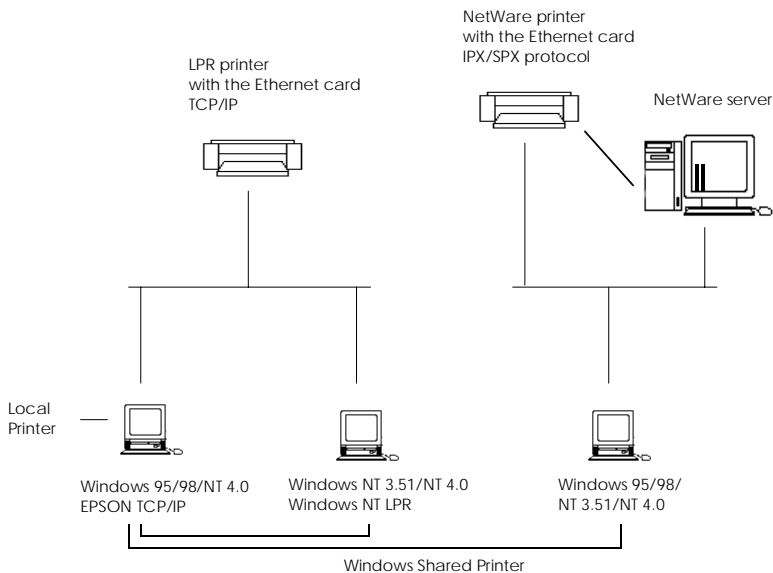 NetWare printer
with the Ethernet card
IPX/SPX protocol
LPR printer
with the Ethernet card
TCP/IP
NetWare server
Local
Printer
Windows 95/98/NT 4.0
EPSON TCP/IP
Windows NT 3.51/NT 4.0
Windows NT LPR
Windows 95/98/
NT 3.51/NT 4.0
Windows Shared Printer